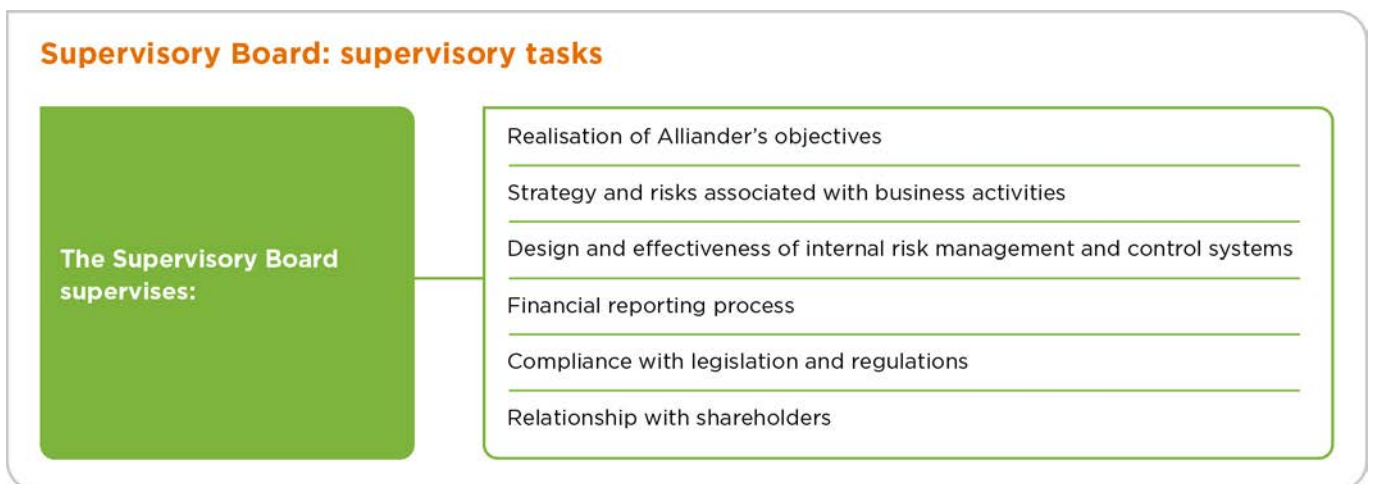 Supervisory Board: supervisory tasks
The Supervisory Board
supervises:
Realisation of Alliander’s objectives
Strategy and risks associated with business activities
Design and effectiveness of internal risk management and control systems
Financial reporting process
Compliance with legislation and regulations
Relationship with shareholders